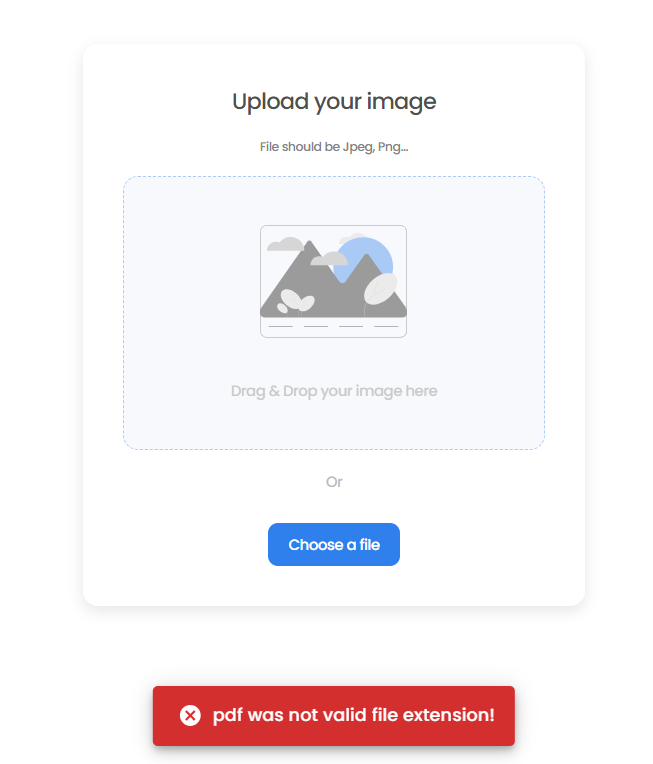 Upload your image
File should be Jpeg, Png...
Drag & Drop your image here
Or
Choose a file
pdf was not valid file extension!